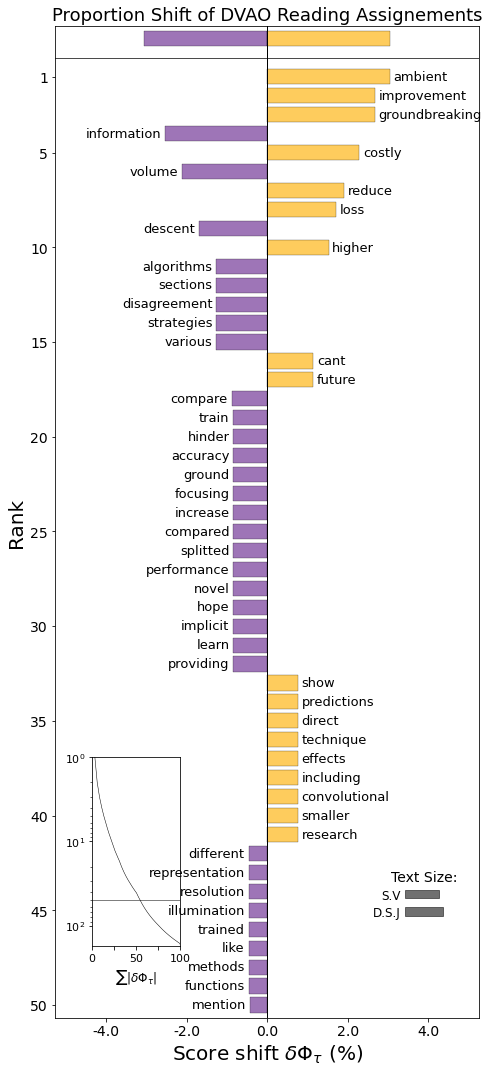 Proportion Shift of DVAO Reading Assignements
1
ambient
improvement
groundbreaking
information
5
costly
volume
reduce
loss
descent
10
higher
algorithms
sections
disagreement
strategies
15
various
cant
future
compare
train
20
hinder
accuracy
ground
focusing
increase
25
compared
splitted
performance
novel
hope
30
implicit
learn
providing
show
predictions
35
direct
technique
effects
including
convolutional
40
smaller
research
different
representation
resolution
45
illumination
trained
like
methods
functions
50
mention
Rank
10⁰
10¹
10²
0
50
100
∑|δΦτ|
Text Size:
S.V
D.S.J
-4.0
-2.0
0.0
2.0
4.0
Score shift δΦτ (%)